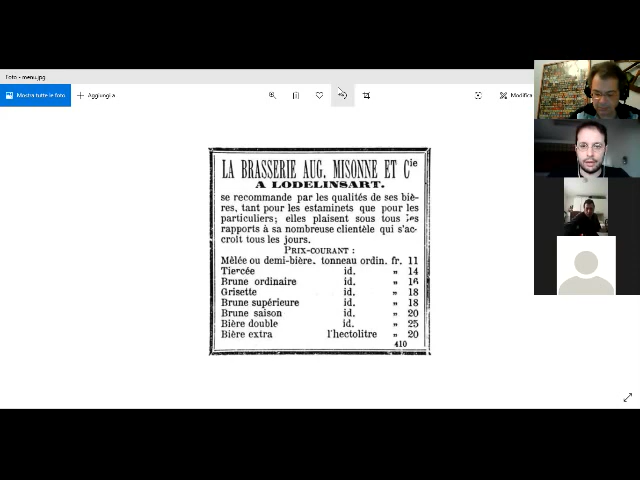 Foto - menu.jpg
Mostra tutte le foto
Aggiungi a
Modifica
LA BRASSERIE AUG. MISONNE ET Cie
A LODELINSART.
se recommande par les qualités de ses biè-
res, tant pour les estaminets que pour les
particuliers; elles plaisent sous tous les
rapports à sa nombreuse clientèle qui s'ac-
croit tous les jours.
PRIX-COURANT :
Mêlée ou demi-bière. tonneau ordin. fr. 11
Tiercée id. „ 14
Brune ordinaire id. „ 16
Grisette id. „ 18
Brune supérieure id. „ 18
Brune saison id. „ 20
Bière double id. „ 25
Bière extra l'hectolitre „ 20
410